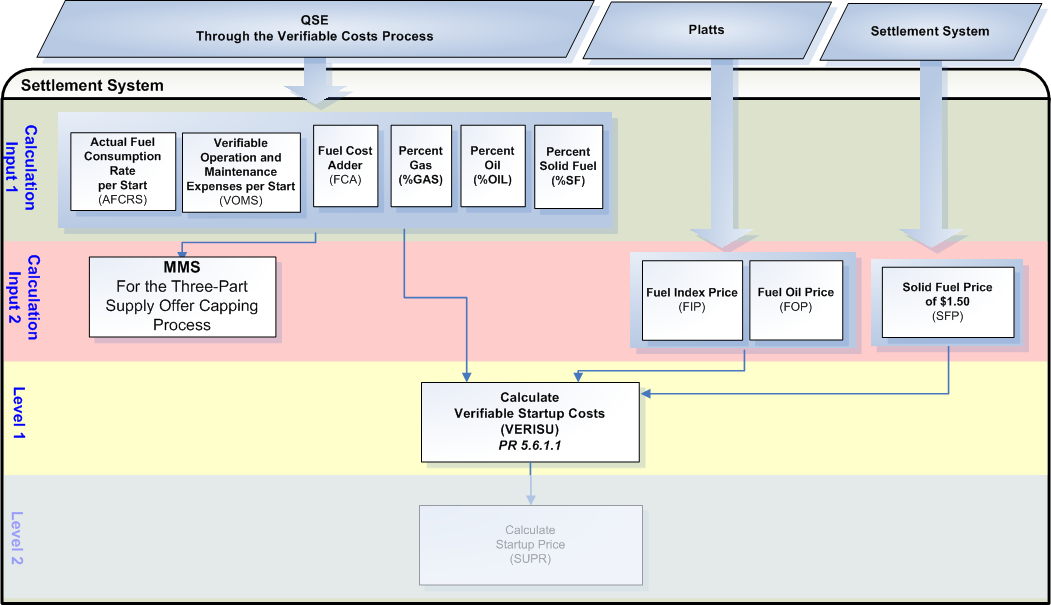 QSE
Through the Verifiable Costs Process
Platts
Settlement System
Settlement System
Calculation
Input 1
Actual Fuel
Consumption
Rate
per Start
(AFCRS)
Verifiable
Operation and
Maintenance
Expenses per Start
(VOMS)
Fuel Cost
Adder
(FCA)
Percent
Gas
(%GAS)
Percent
Oil
(%OIL)
Percent
Solid Fuel
(%SF)
Calculation
Input 2
MMS
For the Three-Part
Supply Offer Capping
Process
Fuel Index Price
(FIP)
Fuel Oil Price
(FOP)
Solid Fuel Price
of $1.50
(SFP)
Level 1
Calculate
Verifiable Startup Costs
(VERISU)
PR 5.6.1.1
Level 2
Calculate
Startup Price
(SUPR)